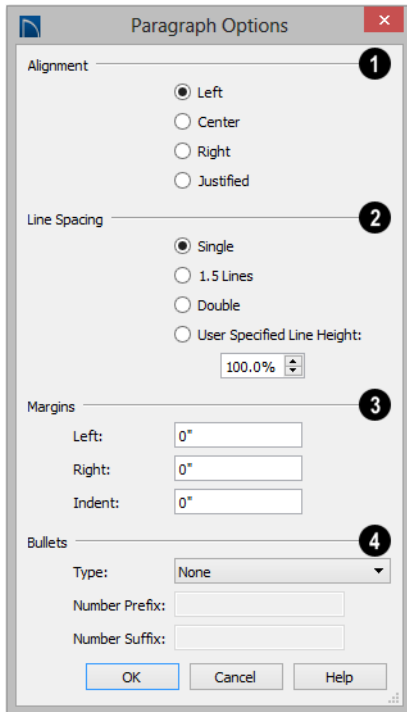 Paragraph Options
Alignment 1
Left
Center
Right
Justified
Line Spacing 2
Single
1.5 Lines
Double
User Specified Line Height:
100.0%
Margins 3
Left: 0"
Right: 0"
Indent: 0"
Bullets 4
Type: None
Number Prefix:
Number Suffix:
OK Cancel Help